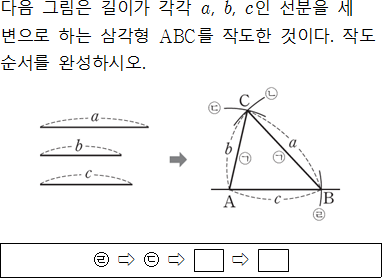 다음 그림은 길이가 각각 a, b, c인 선분을 세
변으로 하는 삼각형 ABC를 작도한 것이다. 작도
순서를 완성하시오.
a
b
c
㉡
㉢ C
b a
㉠ ㉠
A c B
㉣
㉣ ⇨ ㉢ ⇨ □ ⇨ □